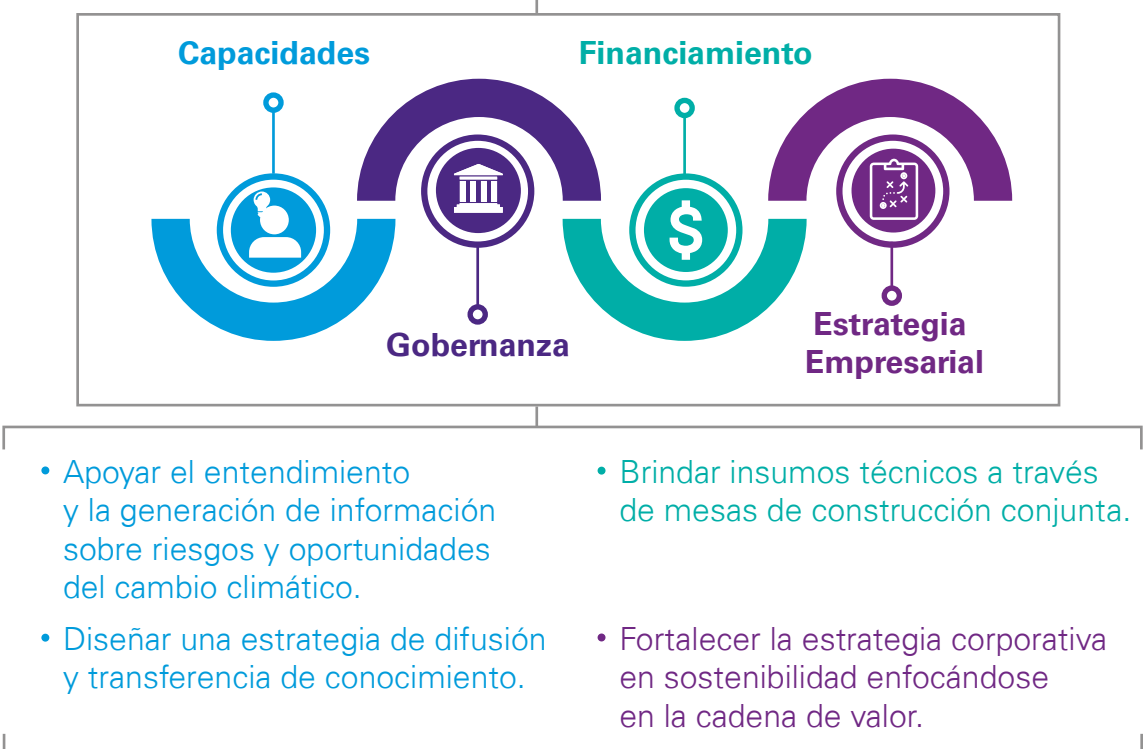 Capacidades
Financiamiento
$
Gobernanza
Estrategia
Empresarial
• Apoyar el entendimiento
y la generación de información
sobre riesgos y oportunidades
del cambio climático.
• Diseñar una estrategia de difusión
y transferencia de conocimiento.
• Brindar insumos técnicos a través
de mesas de construcción conjunta.
• Fortalecer la estrategia corporativa
en sostenibilidad enfocándose
en la cadena de valor.